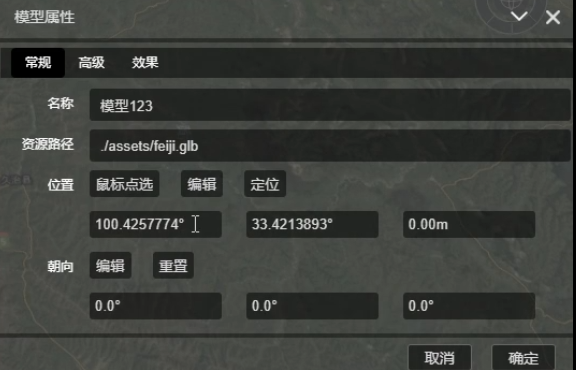 模型属性
常规 高级 效果
名称 模型123
资源路径 ./assets/feiji.glb
位置 鼠标点选 编辑 定位
100.4257774° 33.4213893° 0.00m
朝向 编辑 重置
0.0° 0.0° 0.0°
取消 确定